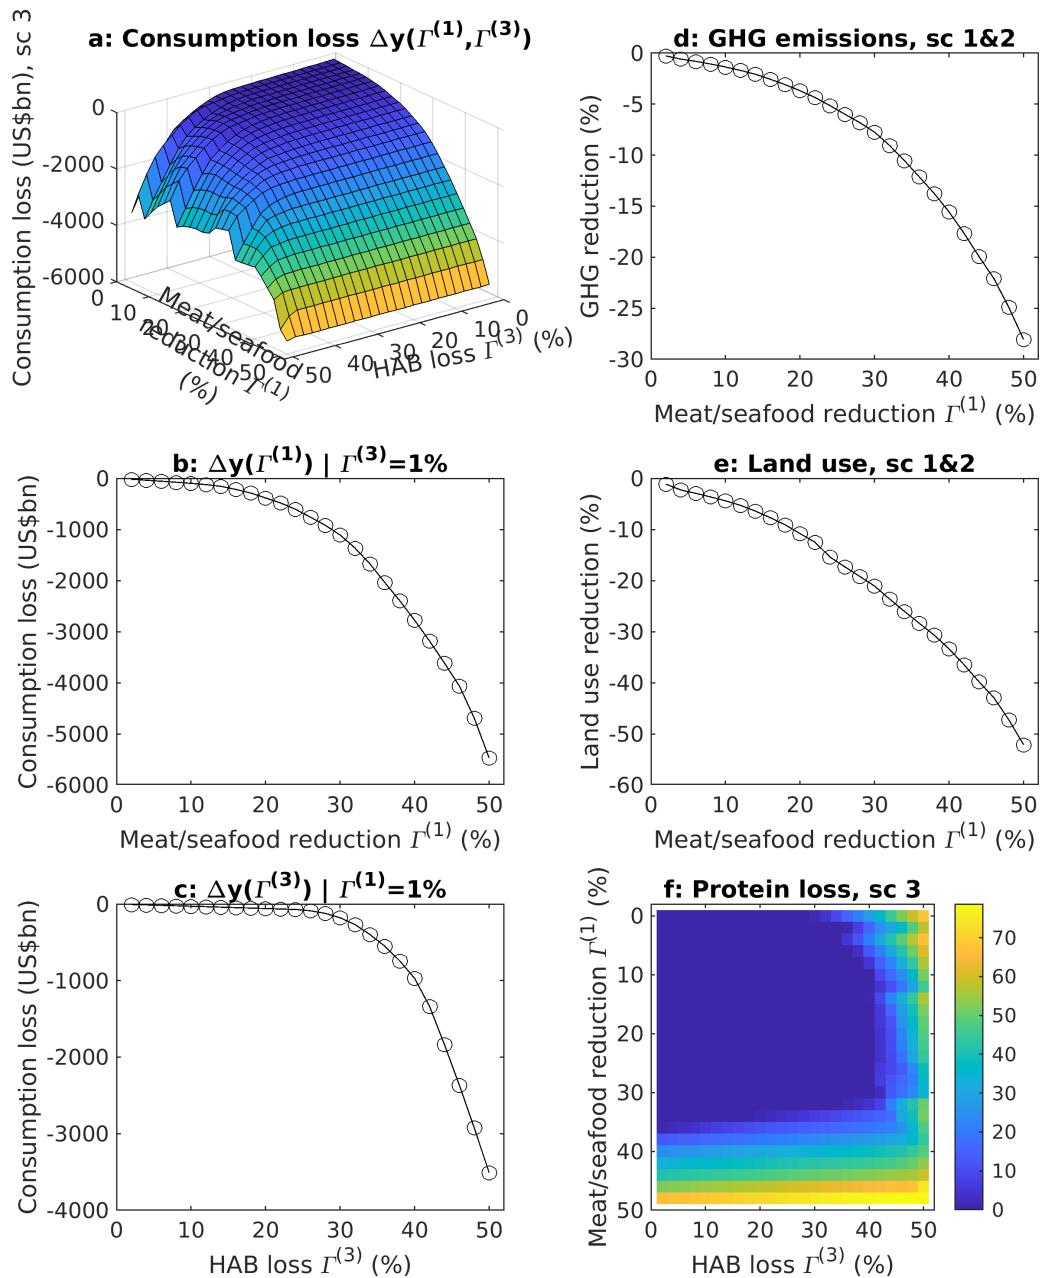 a: Consumption loss Δy(Γ(1),Γ(3))
Consumption loss (US$bn), sc 3
0
-2000
-4000
-6000
0
10
20
30
40
50
Meat/seafood
reduction Γ(1)
(%)
50
40
30
20
10
0
HAB loss Γ(3) (%)
d: GHG emissions, sc 1&2
GHG reduction (%)
0
-5
-10
-15
-20
-25
-30
0 10 20 30 40 50
Meat/seafood reduction Γ(1) (%)
b: Δy(Γ(1)) | Γ(3)=1%
Consumption loss (US$bn)
0
-1000
-2000
-3000
-4000
-5000
-6000
0 10 20 30 40 50
Meat/seafood reduction Γ(1) (%)
e: Land use, sc 1&2
Land use reduction (%)
0
-10
-20
-30
-40
-50
-60
0 10 20 30 40 50
Meat/seafood reduction Γ(1) (%)
c: Δy(Γ(3)) | Γ(1)=1%
Consumption loss (US$bn)
0
-1000
-2000
-3000
-4000
0 10 20 30 40 50
HAB loss Γ(3) (%)
f: Protein loss, sc 3
Meat/seafood reduction Γ(1) (%)
0
10
20
30
40
50
0 10 20 30 40 50
HAB loss Γ(3) (%)
70
60
50
40
30
20
10
0